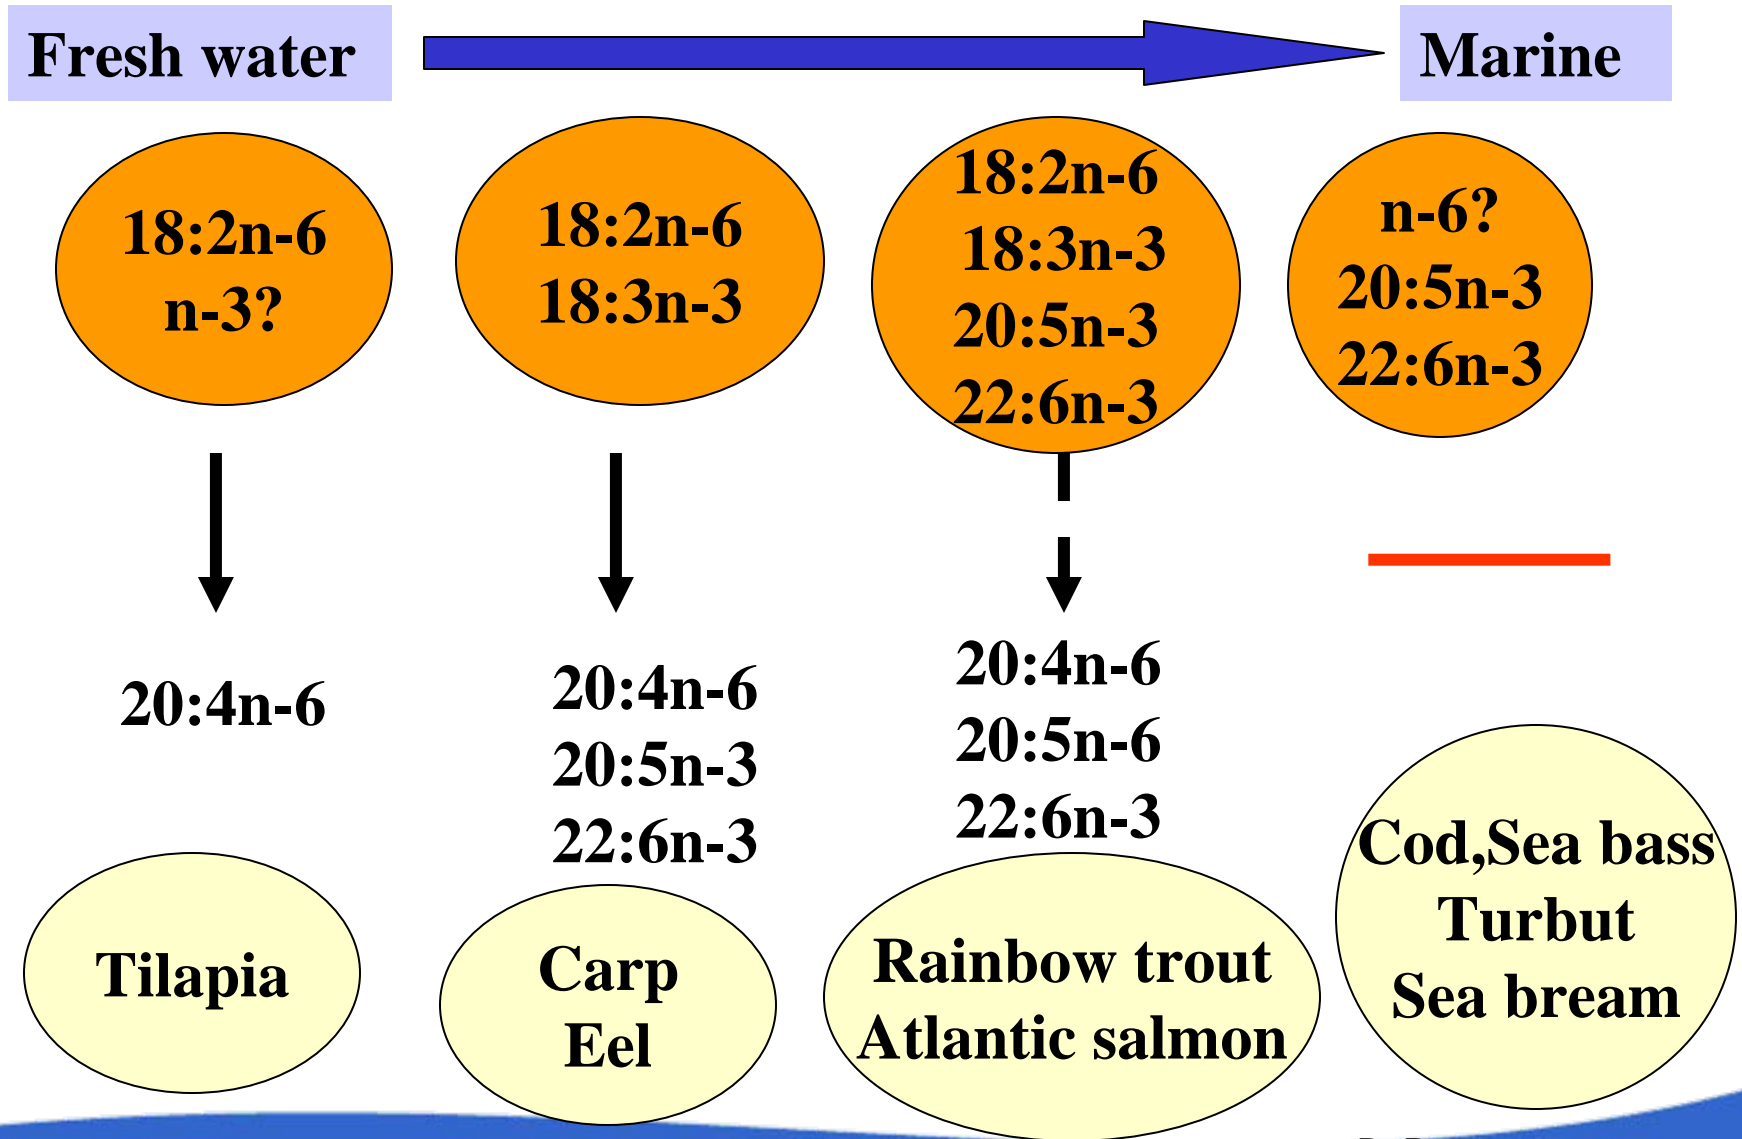 Fresh water
Marine
18:2n-6
n-3?
18:2n-6
18:3n-3
18:2n-6
18:3n-3
20:5n-3
22:6n-3
n-6?
20:5n-3
22:6n-3
20:4n-6
20:4n-6
20:5n-3
22:6n-3
20:4n-6
20:5n-6
22:6n-3
Tilapia
Carp
Eel
Rainbow trout
Atlantic salmon
Cod,Sea bass
Turbut
Sea bream